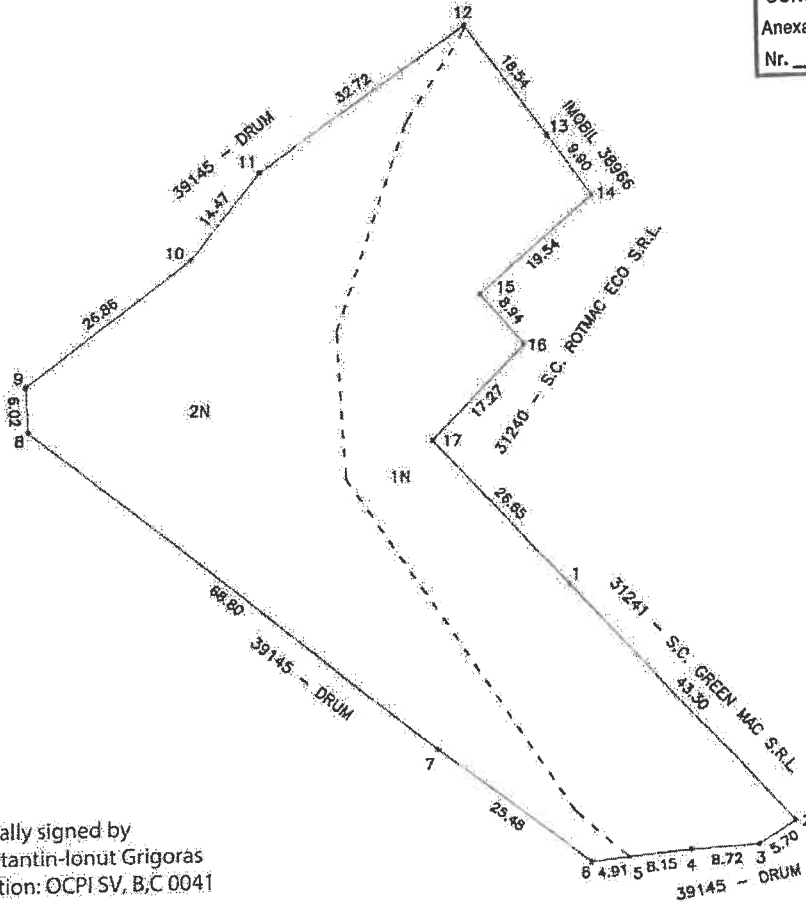 Anexa
Nr.
12
18.54
32.72
13
IMOBIL 38966
9.90
39145 - DRUM
11
14
14.47
19.54
10
15
8.94
31240 - S.C. ROTMAC ECO S.R.L.
16
26.86
17.27
9
6.02
2N
8
17
1N
26.65
1
31241 - S.C. GREEN MAC S.R.L.
68.80
43.30
39145 - DRUM
7
25.48
2
5.70
6
4.91
5
8.15
4
8.72
3
39145 - DRUM
ally signed by
tantin-Ionut Grigoras
tion: OCPI SV, B,C 0041